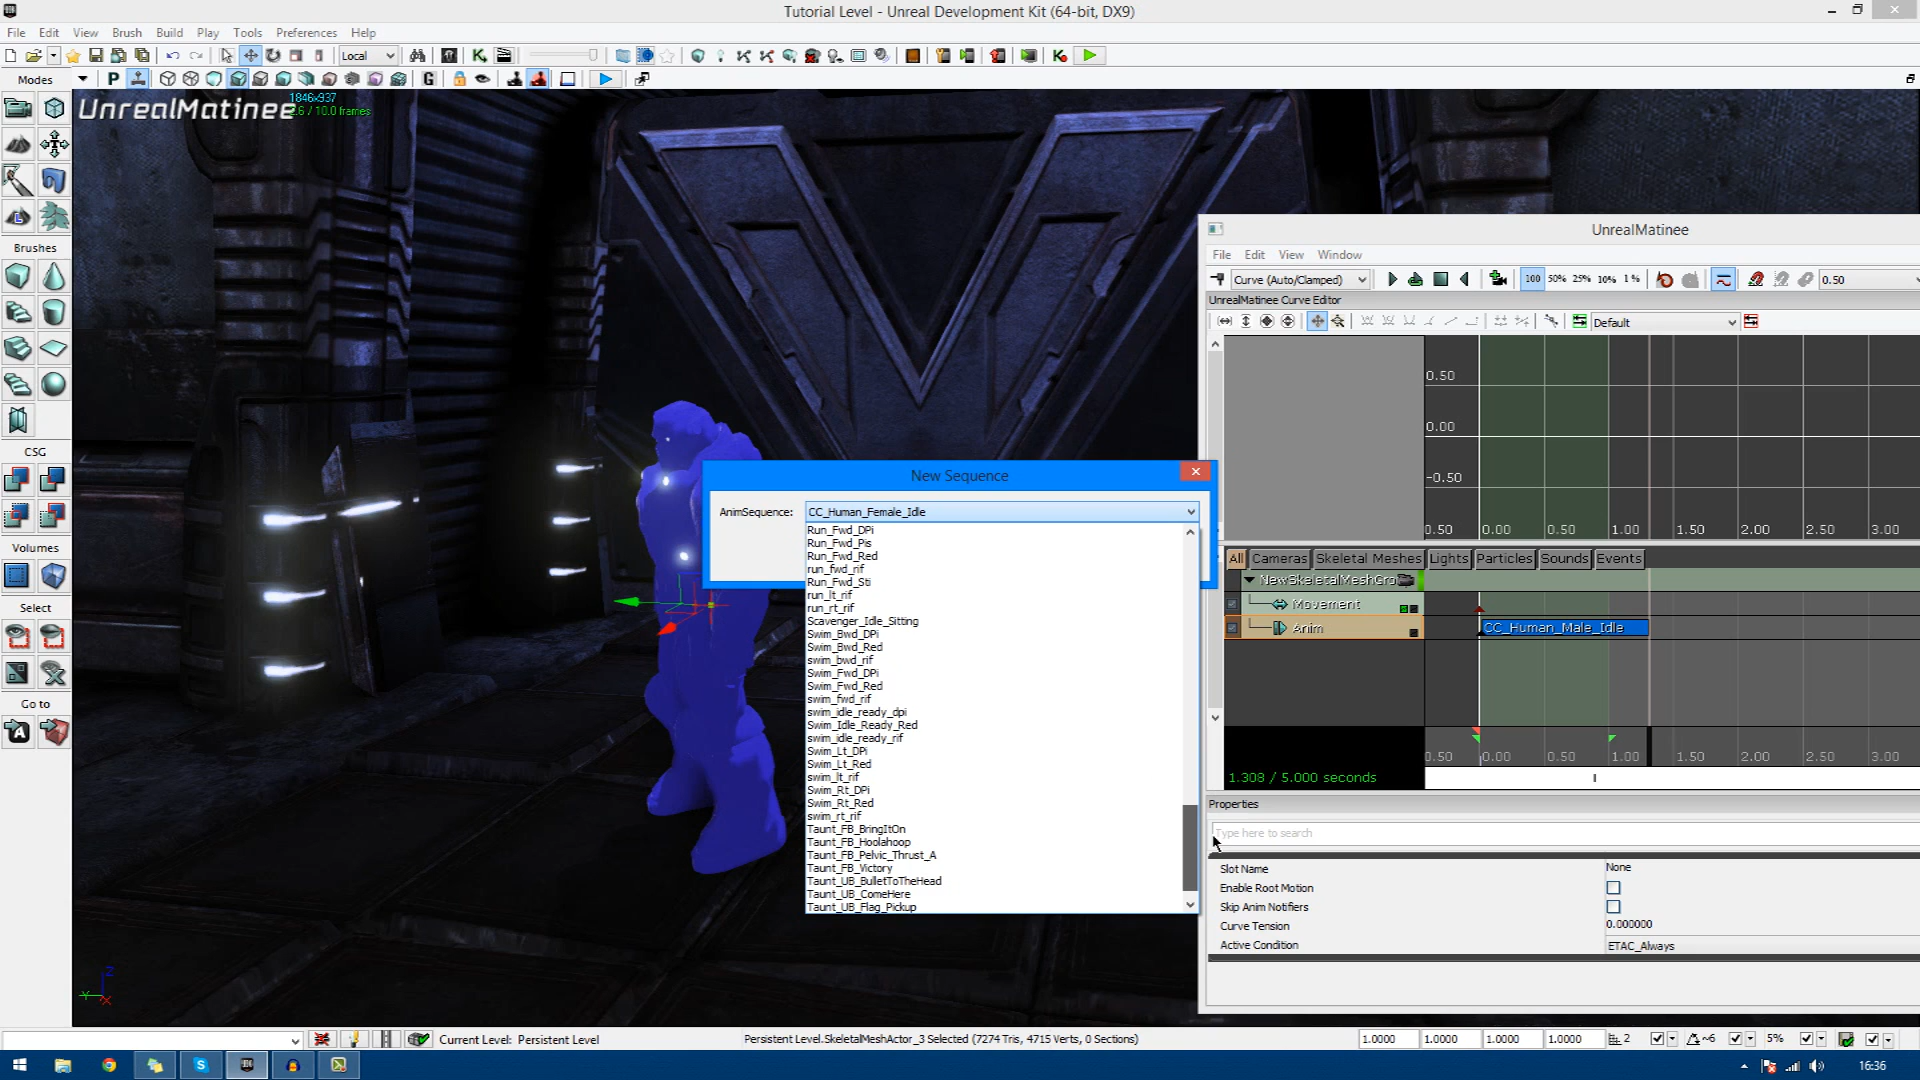 Tutorial Level - Unreal Development Kit (64-bit, DX9)
File Edit View Brush Build Play Tools Preferences Help
Local
Modes
UnrealMatinee
1846x937
2.6 / 10.0 frames
Brushes
CSG
Volumes
Select
Go to
New Sequence
AnimSequence: CC_Human_Female_Idle
Run_Fwd_DPi
Run_Fwd_Pis
Run_Fwd_Red
run_fwd_rif
Run_Fwd_Sti
run_lt_rif
run_rt_rif
Scavenger_Idle_Sitting
Swim_Bwd_DPi
Swim_Bwd_Red
swim_bwd_rif
Swim_Fwd_DPi
Swim_Fwd_Red
swim_fwd_rif
swim_idle_ready_dpi
Swim_Idle_Ready_Red
swim_idle_ready_rif
Swim_Lt_DPi
Swim_Lt_Red
swim_lt_rif
Swim_Rt_DPi
Swim_Rt_Red
swim_rt_rif
Taunt_FB_BringItOn
Taunt_FB_Hoolahoop
Taunt_FB_Pelvic_Thrust_A
Taunt_FB_Victory
Taunt_UB_BulletToTheHead
Taunt_UB_ComeHere
Taunt_UB_Flag_Pickup
UnrealMatinee
File Edit View Window
Curve (Auto/Clamped) 100 50% 25% 10% 1% 0.50
UnrealMatinee Curve Editor
Default
0.50
0.00
-0.50
0.50 0.00 0.50 1.00 1.50 2.00 2.50 3.00
All Cameras Skeletal Meshes Lights Particles Sounds Events
NewSkeletalMeshGro
Movement
Anim CC_Human_Male_Idle
0.50 0.00 0.50 1.00 1.50 2.00 2.50 3.00
1.308 / 5.000 seconds
Properties
Type here to search
Slot Name None
Enable Root Motion
Skip Anim Notifiers
Curve Tension 0.000000
Active Condition ETAC_Always
Z
Y
X
Current Level: Persistent Level Persistent Level.SkeletalMeshActor_3 Selected (7274 Tris, 4715 Verts, 0 Sections) 1.0000 1.0000 1.0000 1.0000 2 ~6 5%
16:36